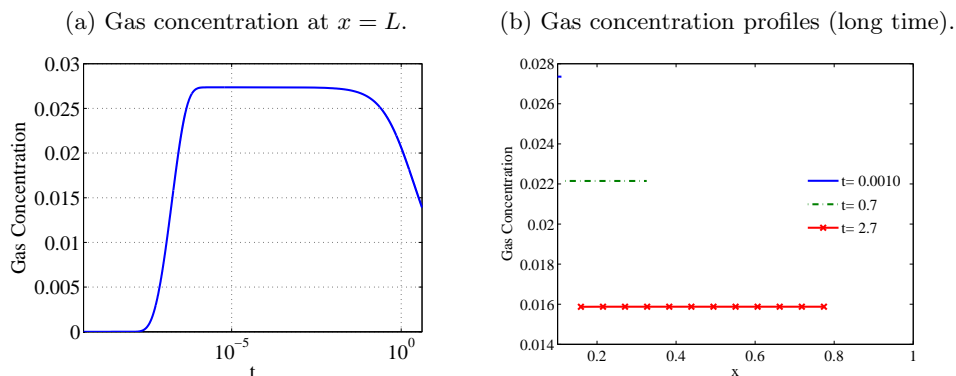 (a) Gas concentration at x = L.
0.03
0.025
0.02
0.015
0.01
0.005
0
Gas Concentration
10^-5
10^0
t
(b) Gas concentration profiles (long time).
0.028
0.026
0.024
0.022
0.02
0.018
0.016
0.014
Gas Concentration
t= 0.0010
t= 0.7
t= 2.7
0.2
0.4
0.6
0.8
1
x